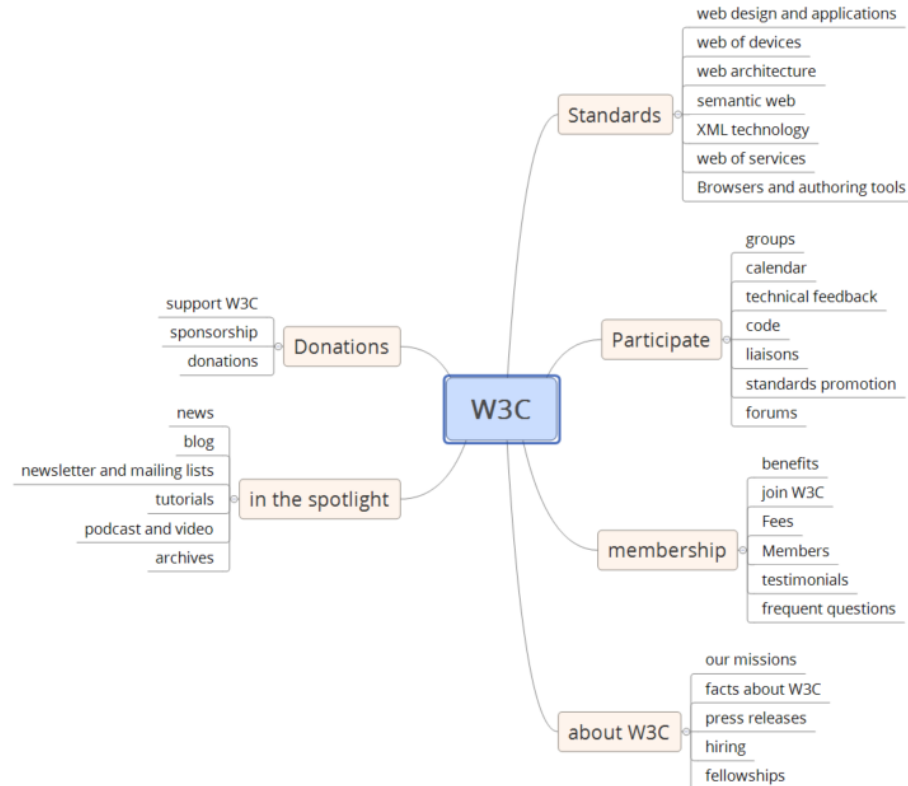 web design and applications
web of devices
web architecture
semantic web
XML technology
web of services
Browsers and authoring tools
Standards
groups
calendar
technical feedback
code
liaisons
standards promotion
forums
Participate
support W3C
sponsorship
donations
Donations
W3C
news
blog
newsletter and mailing lists
tutorials
podcast and video
archives
in the spotlight
benefits
join W3C
Fees
Members
testimonials
frequent questions
membership
our missions
facts about W3C
press releases
hiring
fellowships
about W3C